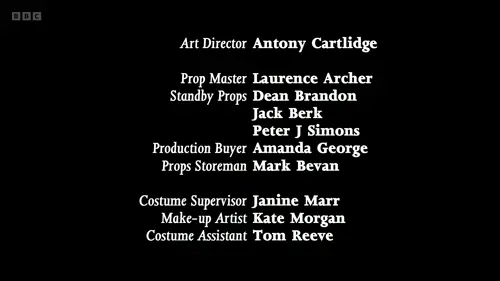 BBC
Art Director Antony Cartlidge
Prop Master Laurence Archer
Standby Props Dean Brandon
Jack Berk
Peter J Simons
Production Buyer Amanda George
Props Storeman Mark Bevan
Costume Supervisor Janine Marr
Make-up Artist Kate Morgan
Costume Assistant Tom Reeve